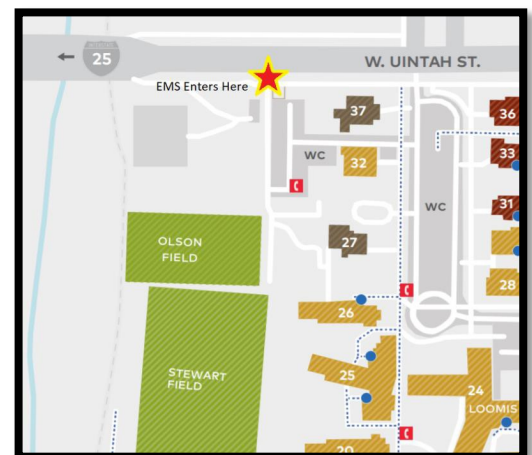 25
W. UINTAH ST.
EMS Enters Here
37
36
WC
32
33
WC
31
OLSON
FIELD
27
28
26
STEWART
FIELD
25
24
LOOMIS
20